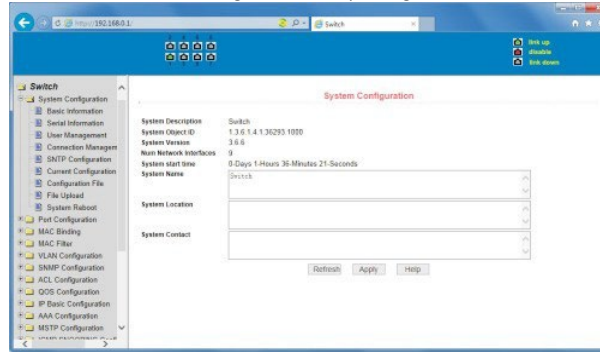 http://192.168.0.1/
Switch
link up
disable
link down
Switch
System Configuration
Basic Information
Serial Information
User Management
Connection Managem
SNTP Configuration
Current Configuration
Configuration File
File Upload
System Reboot
Port Configuration
MAC Binding
MAC Filter
VLAN Configuration
SNMP Configuration
ACL Configuration
QOS Configuration
IP Basic Configuration
AAA Configuration
MSTP Configuration
System Configuration
System Description Switch
System Object ID 1.3.6.1.4.1.36293.1000
System Version 3.6.6
Num Network Interfaces 9
System start time 0-Days 1-Hours 36-Minutes 21-Seconds
System Name Switch
System Location
System Contact
Refresh Apply Help